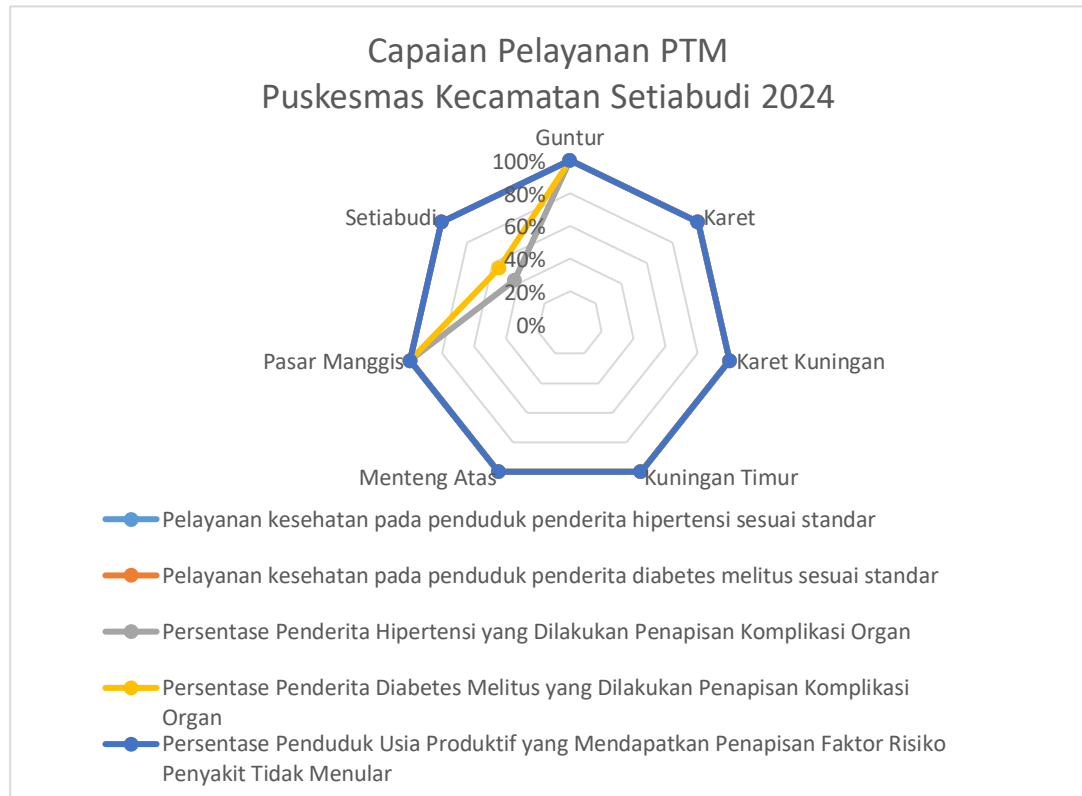 Capaian Pelayanan PTM
Puskesmas Kecamatan Setiabudi 2024
Guntur
100%
80%
Setiabudi
Karet
60%
40%
20%
0%
Pasar Manggis
Karet Kuningan
Menteng Atas
Kuningan Timur
Pelayanan kesehatan pada penduduk penderita hipertensi sesuai standar
Pelayanan kesehatan pada penduduk penderita diabetes melitus sesuai standar
Persentase Penderita Hipertensi yang Dilakukan Penapisan Komplikasi Organ
Persentase Penderita Diabetes Melitus yang Dilakukan Penapisan Komplikasi
Organ
Persentase Penduduk Usia Produktif yang Mendapatkan Penapisan Faktor Risiko
Penyakit Tidak Menular